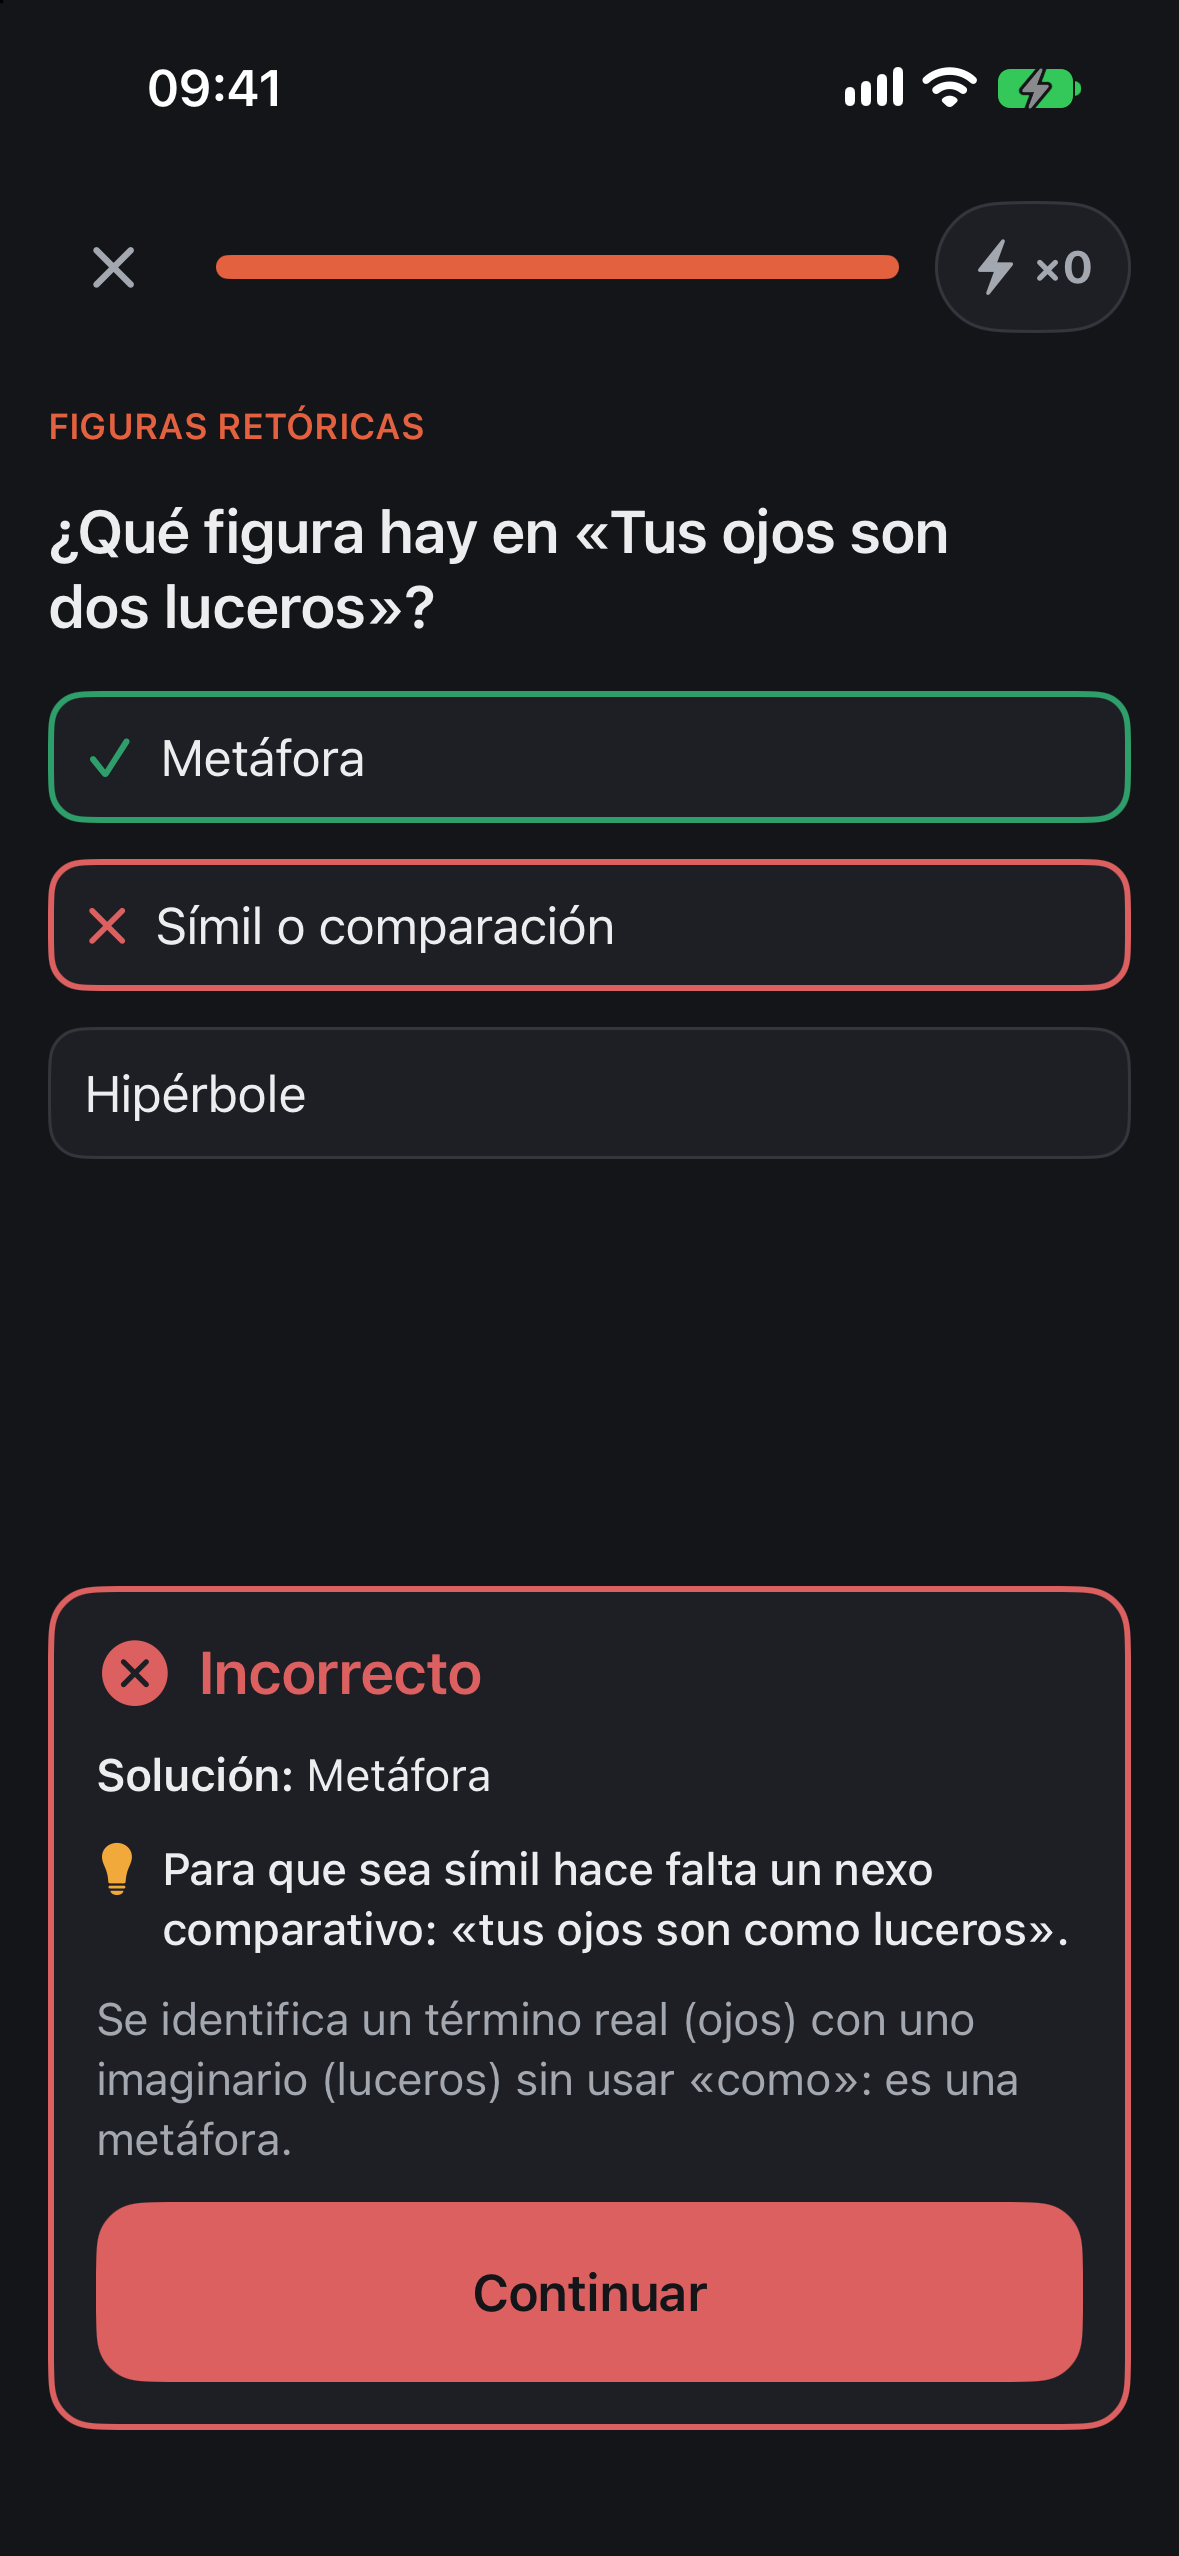 09:41
×0
FIGURAS RETÓRICAS
¿Qué figura hay en «Tus ojos son
dos luceros»?
Metáfora
Símil o comparación
Hipérbole
Incorrecto
Solución: Metáfora
Para que sea símil hace falta un nexo
comparativo: «tus ojos son como luceros».
Se identifica un término real (ojos) con uno
imaginario (luceros) sin usar «como»: es una
metáfora.
Continuar